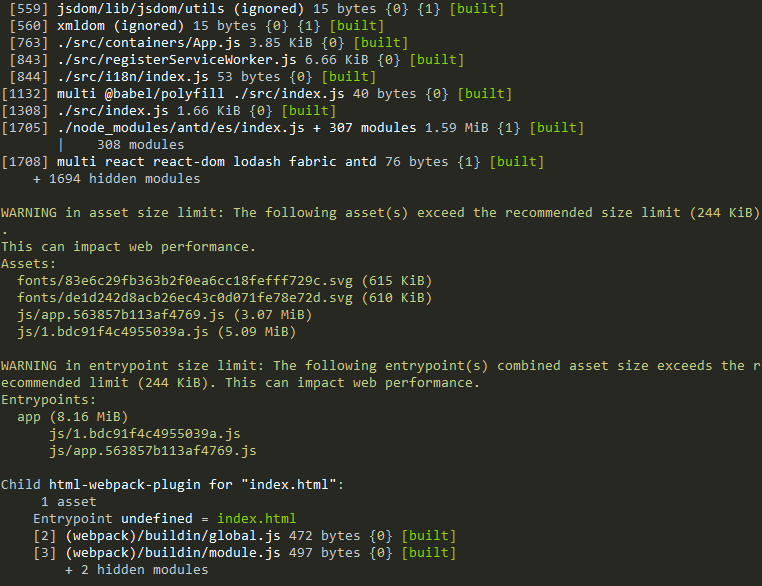 [559] jsdom/lib/jsdom/utils (ignored) 15 bytes {0} {1} [built]
[560] xmldom (ignored) 15 bytes {0} {1} [built]
[763] ./src/containers/App.js 3.85 KiB {0} [built]
[843] ./src/registerServiceWorker.js 6.66 KiB {0} [built]
[844] ./src/i18n/index.js 53 bytes {0} [built]
[1132] multi @babel/polyfill ./src/index.js 40 bytes {0} [built]
[1308] ./src/index.js 1.66 KiB {0} [built]
[1705] ./node_modules/antd/es/index.js + 307 modules 1.59 MiB {1} [built]
|    308 modules
[1708] multi react react-dom lodash fabric antd 76 bytes {1} [built]
+ 1694 hidden modules
WARNING in asset size limit: The following asset(s) exceed the recommended size limit (244 KiB)
.
This can impact web performance.
Assets:
fonts/83e6c29fb363b2f0ea6cc18fefff729c.svg (615 KiB)
fonts/de1d242d8acb26ec43c0d071fe78e72d.svg (610 KiB)
js/app.563857b113af4769.js (3.07 MiB)
js/1.bdc91f4c4955039a.js (5.09 MiB)
WARNING in entrypoint size limit: The following entrypoint(s) combined asset size exceeds the r
ecommended limit (244 KiB). This can impact web performance.
Entrypoints:
app (8.16 MiB)
js/1.bdc91f4c4955039a.js
js/app.563857b113af4769.js
Child html-webpack-plugin for "index.html":
1 asset
Entrypoint undefined = index.html
[2] (webpack)/buildin/global.js 472 bytes {0} [built]
[3] (webpack)/buildin/module.js 497 bytes {0} [built]
+ 2 hidden modules